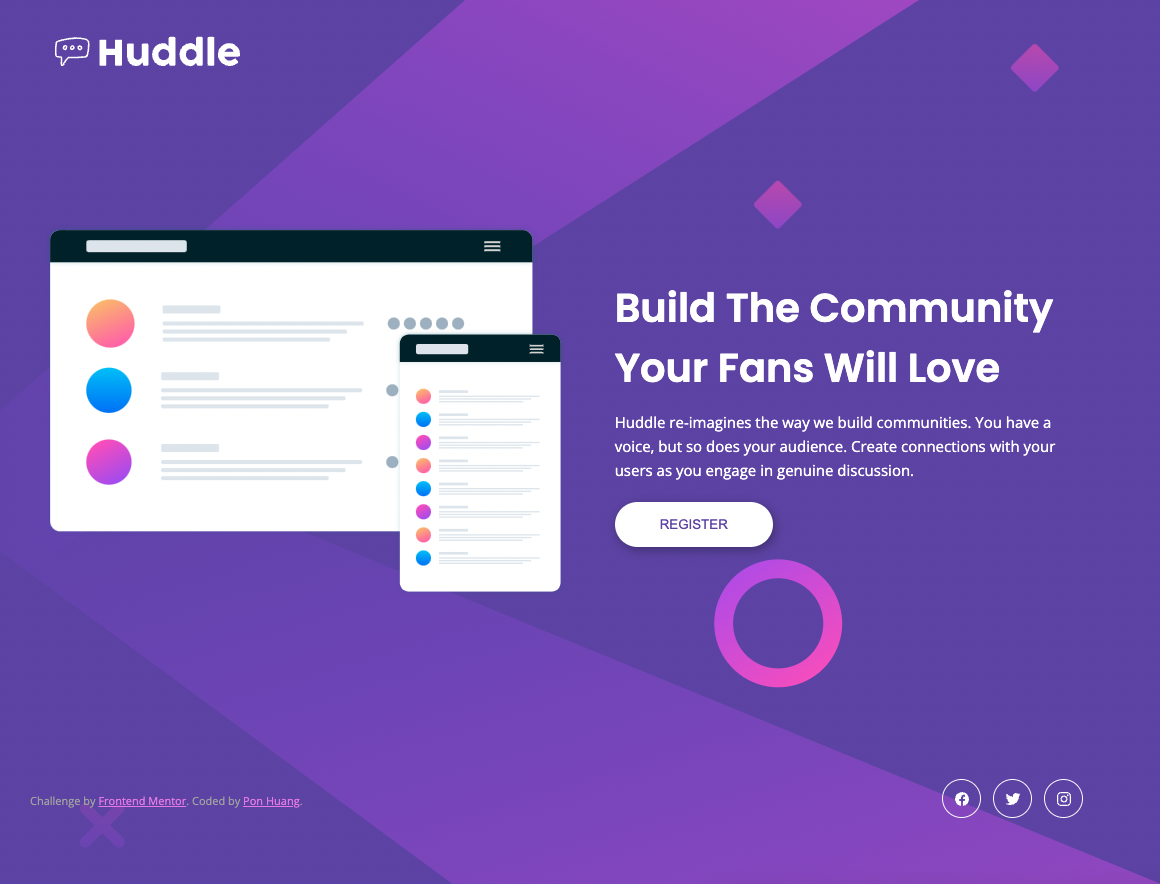 Huddle
Build The Community
Your Fans Will Love
Huddle re-imagines the way we build communities. You have a
voice, but so does your audience. Create connections with your
users as you engage in genuine discussion.
REGISTER
Challenge by Frontend Mentor. Coded by Pon Huang.